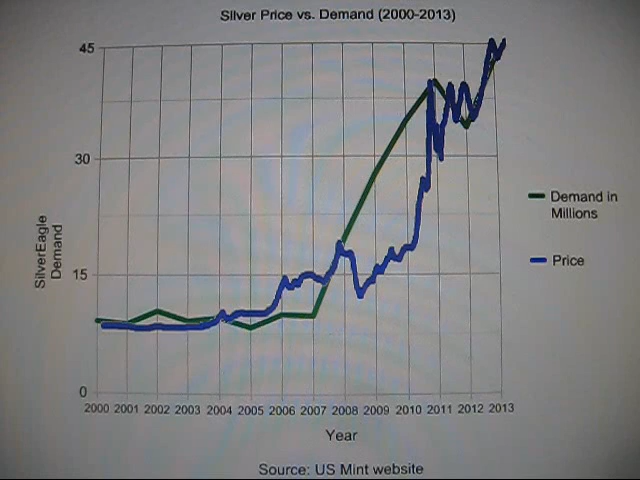 Silver Price vs. Demand (2000-2013)
45
30
15
0
SilverEagle
Demand
2000 2001 2002 2003 2004 2005 2006 2007 2008 2009 2010 2011 2012 2013
Year
Demand in
Millions
Price
Source: US Mint website